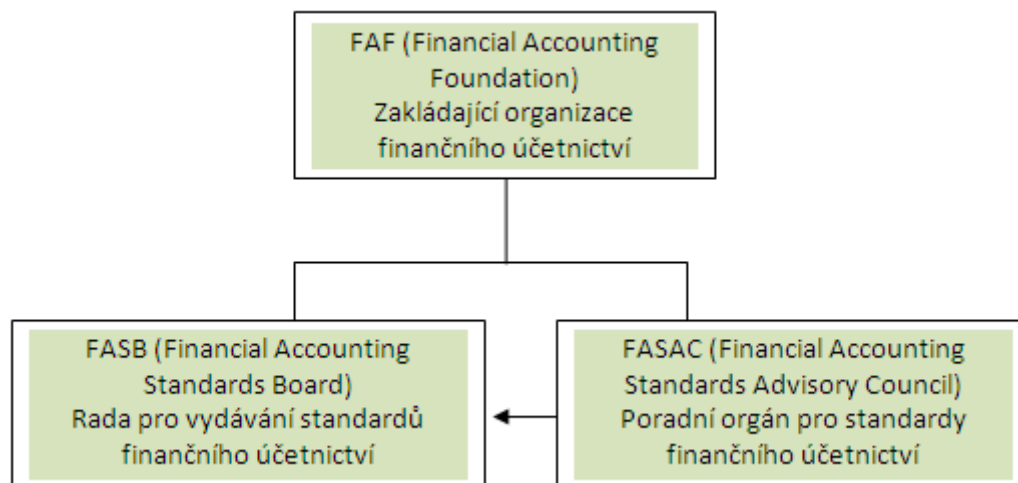 FAF (Financial Accounting
Foundation)
Zakládající organizace
finančního účetnictví
FASB (Financial Accounting
Standards Board)
Rada pro vydávání standardů
finančního účetnictví
FASAC (Financial Accounting
Standards Advisory Council)
Poradní orgán pro standardy
finančního účetnictví